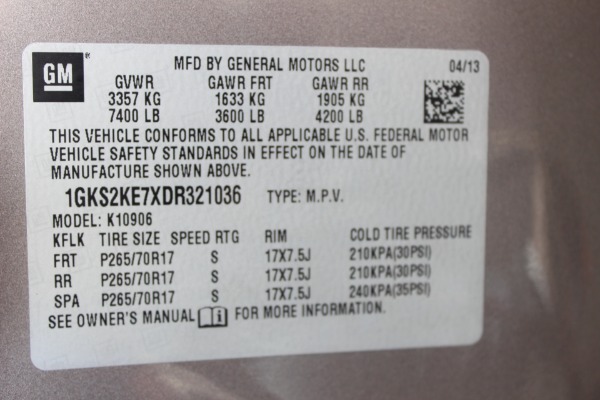 GM
MFD BY GENERAL MOTORS LLC 04/13
GVWR GAWR FRT GAWR RR
3357 KG 1633 KG 1905 KG
7400 LB 3600 LB 4200 LB
THIS VEHICLE CONFORMS TO ALL APPLICABLE U.S. FEDERAL MOTOR
VEHICLE SAFETY STANDARDS IN EFFECT ON THE DATE OF
MANUFACTURE SHOWN ABOVE.
1GKS2KE7XDR321036 TYPE: M.P.V.
MODEL: K10906
KFLK TIRE SIZE SPEED RTG RIM COLD TIRE PRESSURE
FRT P265/70R17 S 17X7.5J 210KPA(30PSI)
RR P265/70R17 S 17X7.5J 210KPA(30PSI)
SPA P265/70R17 S 17X7.5J 240KPA(35PSI)
SEE OWNER'S MANUAL FOR MORE INFORMATION.